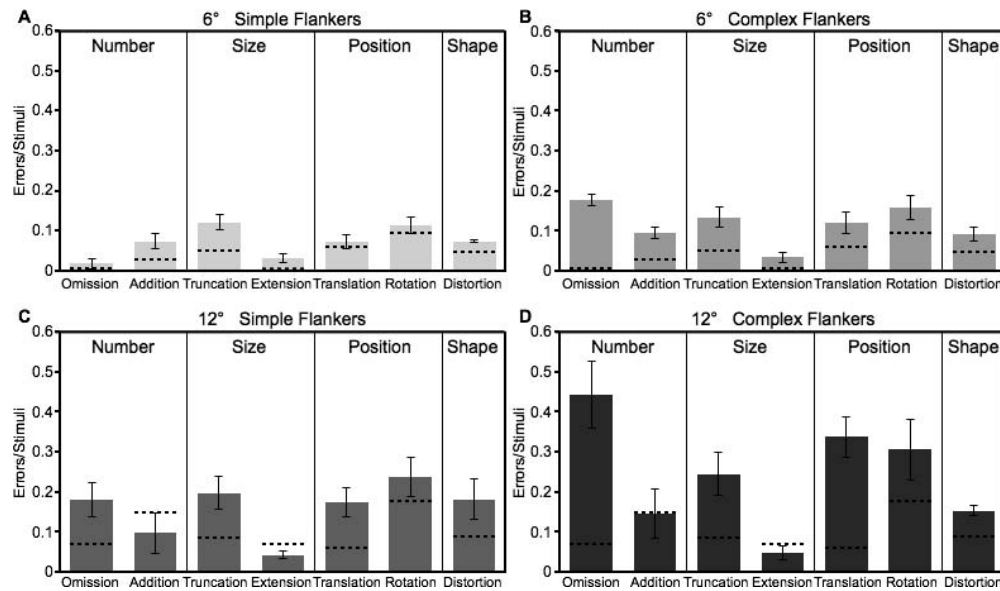 A 6° Simple Flankers
0.6
0.5
0.4
0.3
0.2
0.1
0
Errors/Stimuli
Number Size Position Shape
Omission Addition Truncation Extension Translation Rotation Distortion
B 6° Complex Flankers
0.6
0.5
0.4
0.3
0.2
0.1
0
Errors/Stimuli
Number Size Position Shape
Omission Addition Truncation Extension Translation Rotation Distortion
C 12° Simple Flankers
0.6
0.5
0.4
0.3
0.2
0.1
0
Errors/Stimuli
Number Size Position Shape
Omission Addition Truncation Extension Translation Rotation Distortion
D 12° Complex Flankers
0.6
0.5
0.4
0.3
0.2
0.1
0
Errors/Stimuli
Number Size Position Shape
Omission Addition Truncation Extension Translation Rotation Distortion